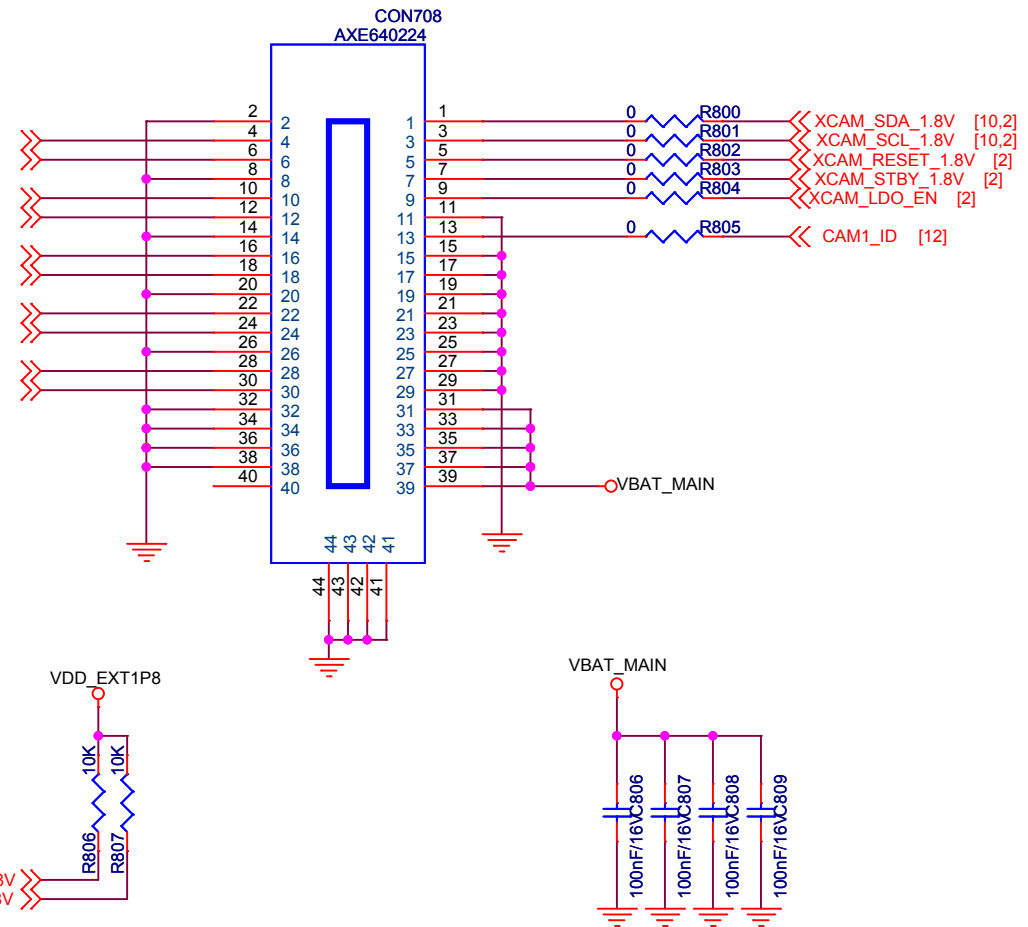 CON708
AXE640224
2 2 1 1 0 R800 XCAM_SDA_1.8V [10,2]
4 4 3 3 0 R801 XCAM_SCL_1.8V [10,2]
6 6 5 5 0 R802 XCAM_RESET_1.8V [2]
8 8 7 7 0 R803 XCAM_STBY_1.8V [2]
10 10 9 9 0 R804 XCAM_LDO_EN [2]
12 12 11 11
14 14 13 13 0 R805 CAM1_ID [12]
16 16 15 15
18 18 17 17
20 20 19 19
22 22 21 21
24 24 23 23
26 26 25 25
28 28 27 27
30 30 29 29
32 32 31 31
34 34 33 33
36 36 35 35
38 38 37 37
40 40 39 39 VBAT_MAIN
44 43 42 41
44 43 42 41
VDD_EXT1P8
10K 10K
R806 R807
8V
8V
VBAT_MAIN
100nF/16V C806
100nF/16V C807
100nF/16V C808
100nF/16V C809